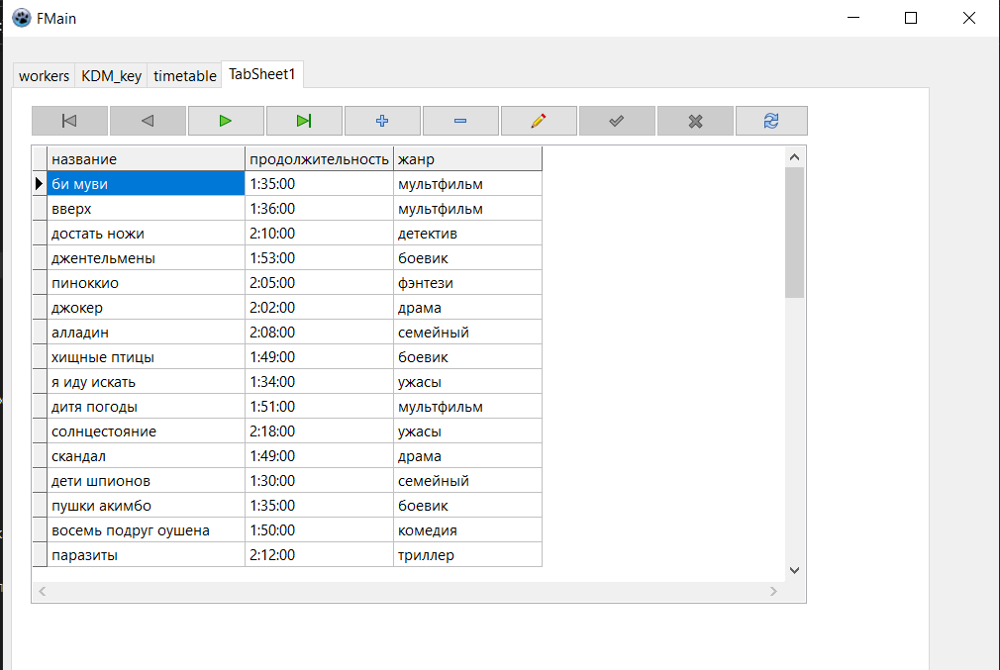 FMain
workers KDM_key timetable TabSheet1
название продолжительность жанр
би муви 1:35:00 мультфильм
вверх 1:36:00 мультфильм
достать ножи 2:10:00 детектив
джентельмены 1:53:00 боевик
пиноккио 2:05:00 фэнтези
джокер 2:02:00 драма
алладин 2:08:00 семейный
хищные птицы 1:49:00 боевик
я иду искать 1:34:00 ужасы
дитя погоды 1:51:00 мультфильм
солнцестояние 2:18:00 ужасы
скандал 1:49:00 драма
дети шпионов 1:30:00 семейный
пушки акимбо 1:35:00 боевик
восемь подруг оушена 1:50:00 комедия
паразиты 2:12:00 триллер